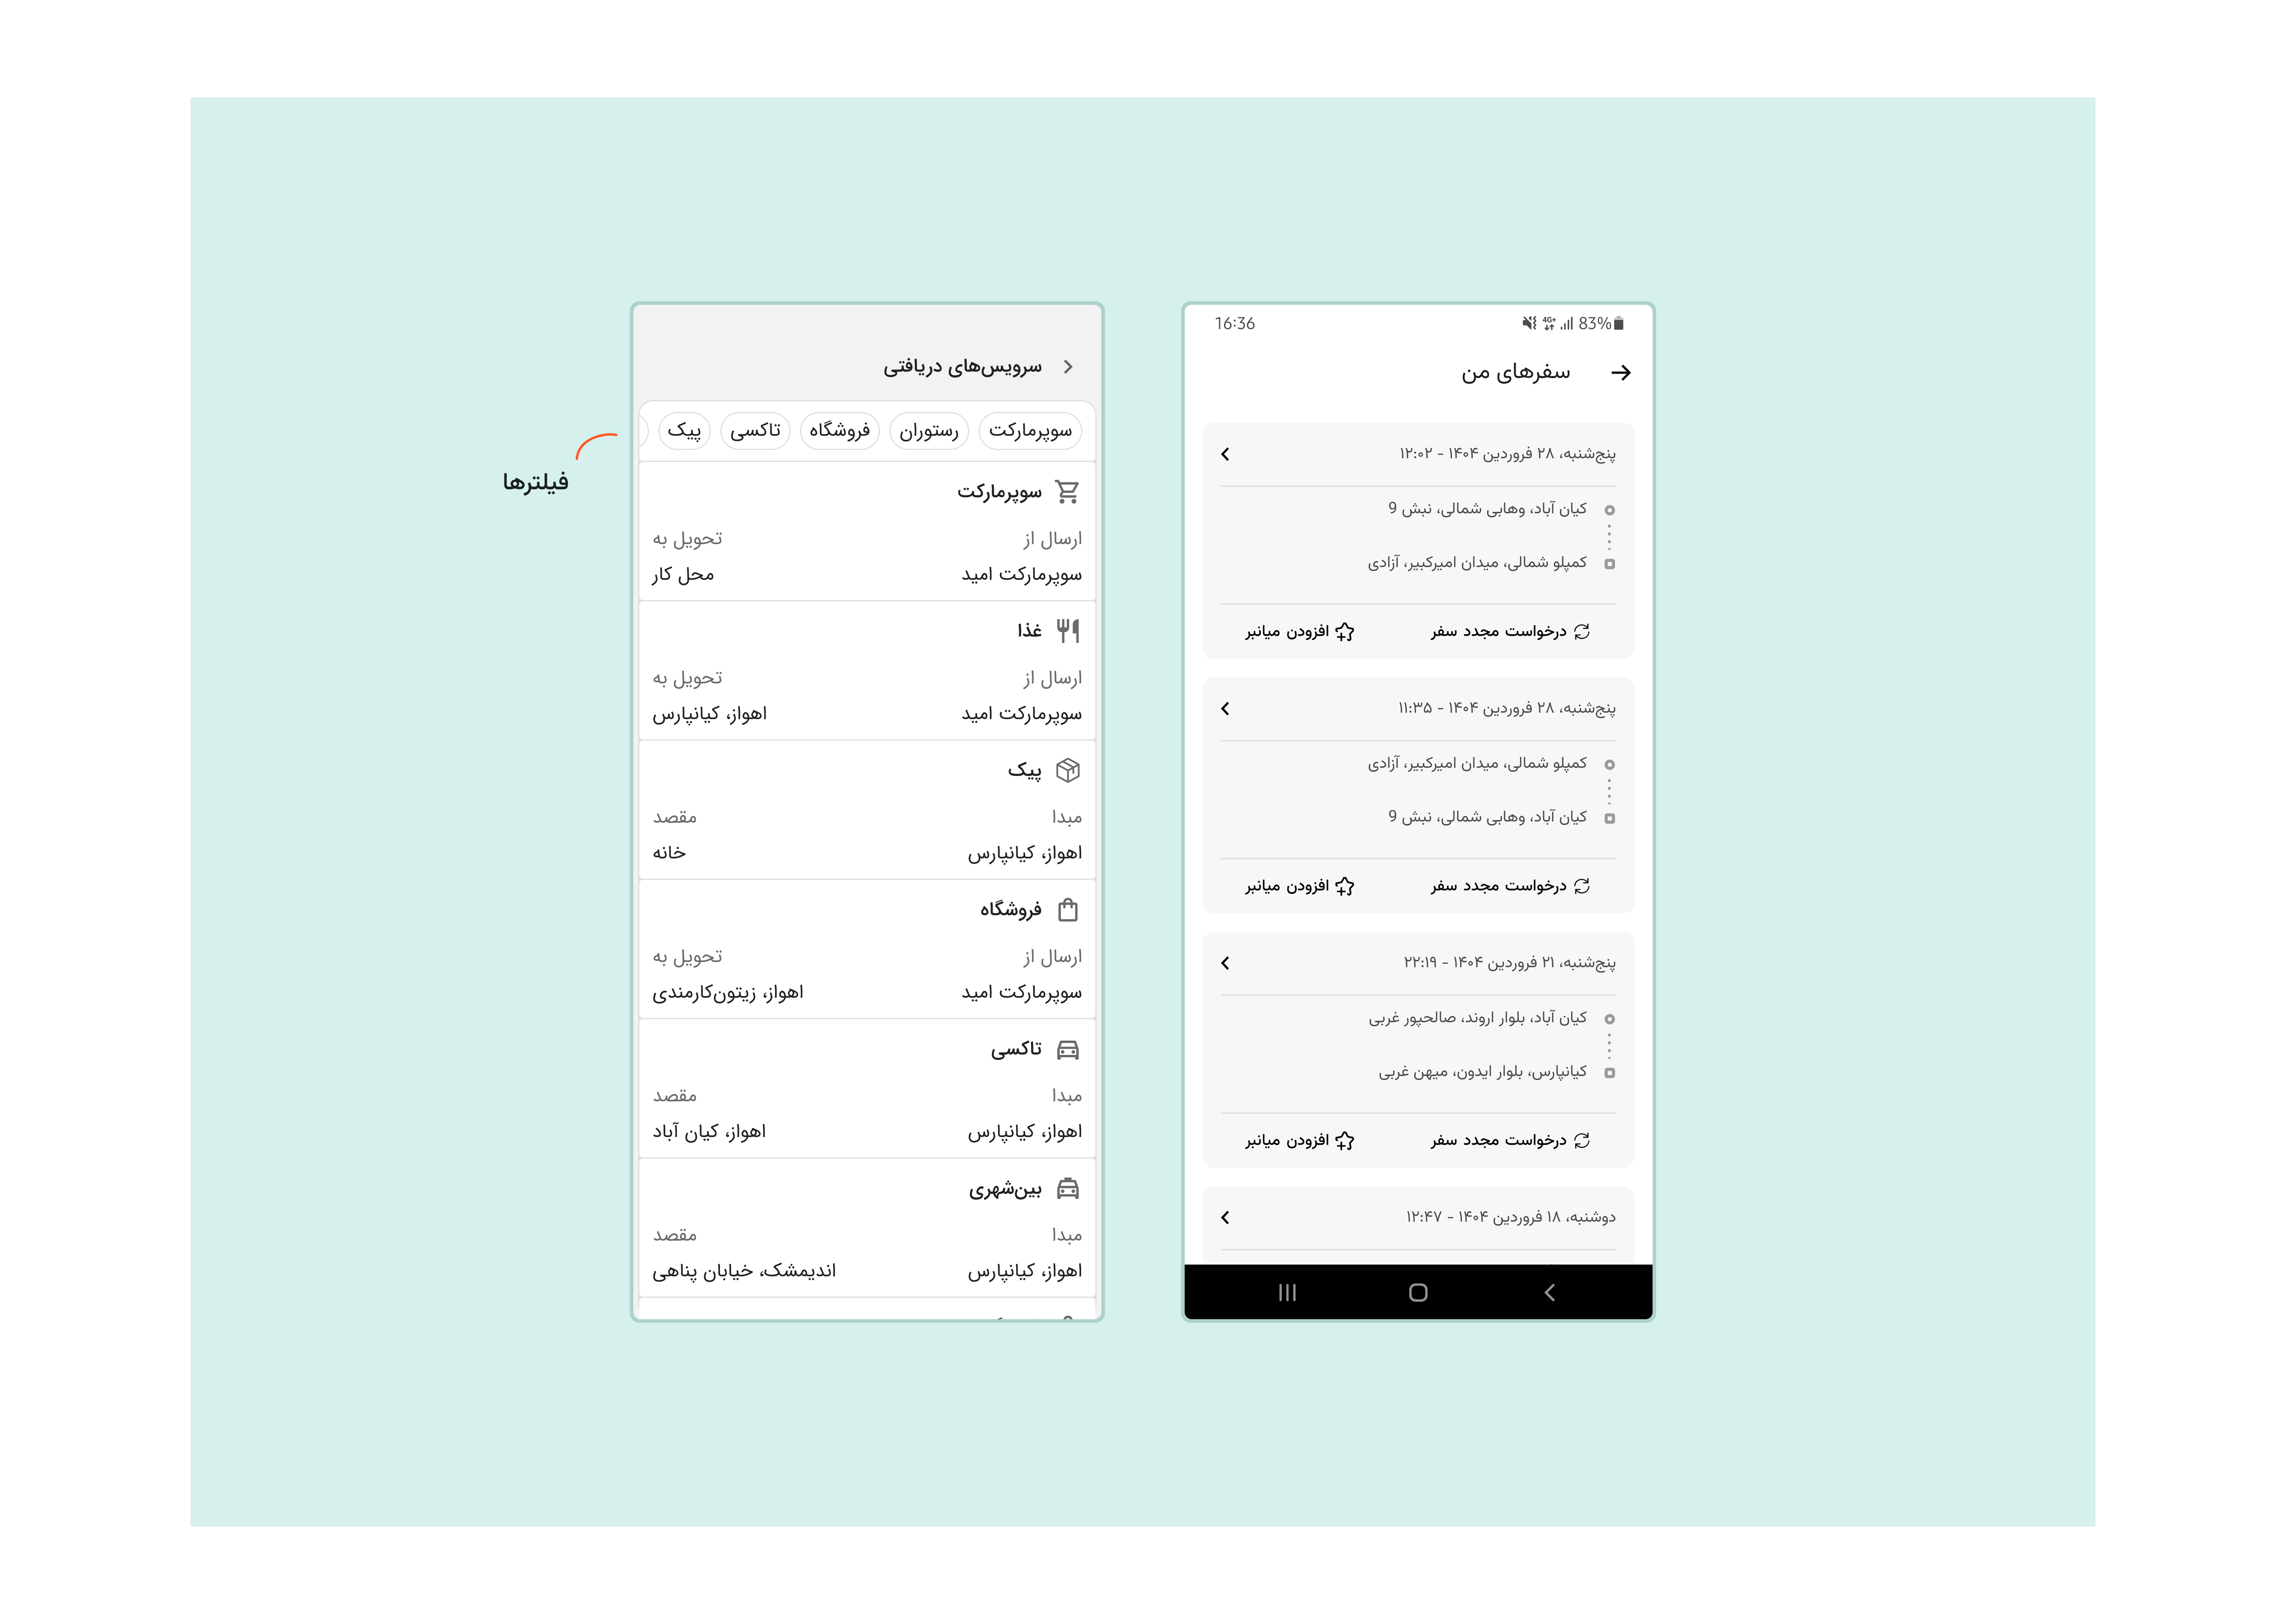 16:36
4G+ 83%
سفرهای من
پنج‌شنبه، ۲۸ فروردین ۱۴۰۴ - ۱۲:۰۲
کیان آباد، وهابی شمالی، نبش 9
کمپلو شمالی، میدان امیرکبیر، آزادی
درخواست مجدد سفر
افزودن میانبر
پنج‌شنبه، ۲۸ فروردین ۱۴۰۴ - ۱۱:۳۵
کمپلو شمالی، میدان امیرکبیر، آزادی
کیان آباد، وهابی شمالی، نبش 9
درخواست مجدد سفر
افزودن میانبر
پنج‌شنبه، ۲۱ فروردین ۱۴۰۴ - ۲۲:۱۹
کیان آباد، بلوار اروند، صالحپور غربی
کیانپارس، بلوار ایدون، میهن غربی
درخواست مجدد سفر
افزودن میانبر
دوشنبه، ۱۸ فروردین ۱۴۰۴ - ۱۲:۴۷
سرویس‌های دریافتی
سوپرمارکت رستوران فروشگاه تاکسی پیک
سوپرمارکت
ارسال از تحویل به
سوپرمارکت امید محل کار
غذا
ارسال از تحویل به
سوپرمارکت امید اهواز، کیانپارس
پیک
مبدا مقصد
اهواز، کیانپارس خانه
فروشگاه
ارسال از تحویل به
سوپرمارکت امید اهواز، زیتون‌کارمندی
تاکسی
مبدا مقصد
اهواز، کیانپارس اهواز، کیان آباد
بین‌شهری
مبدا مقصد
اهواز، کیانپارس اندیمشک، خیابان پناهی
فیلترها